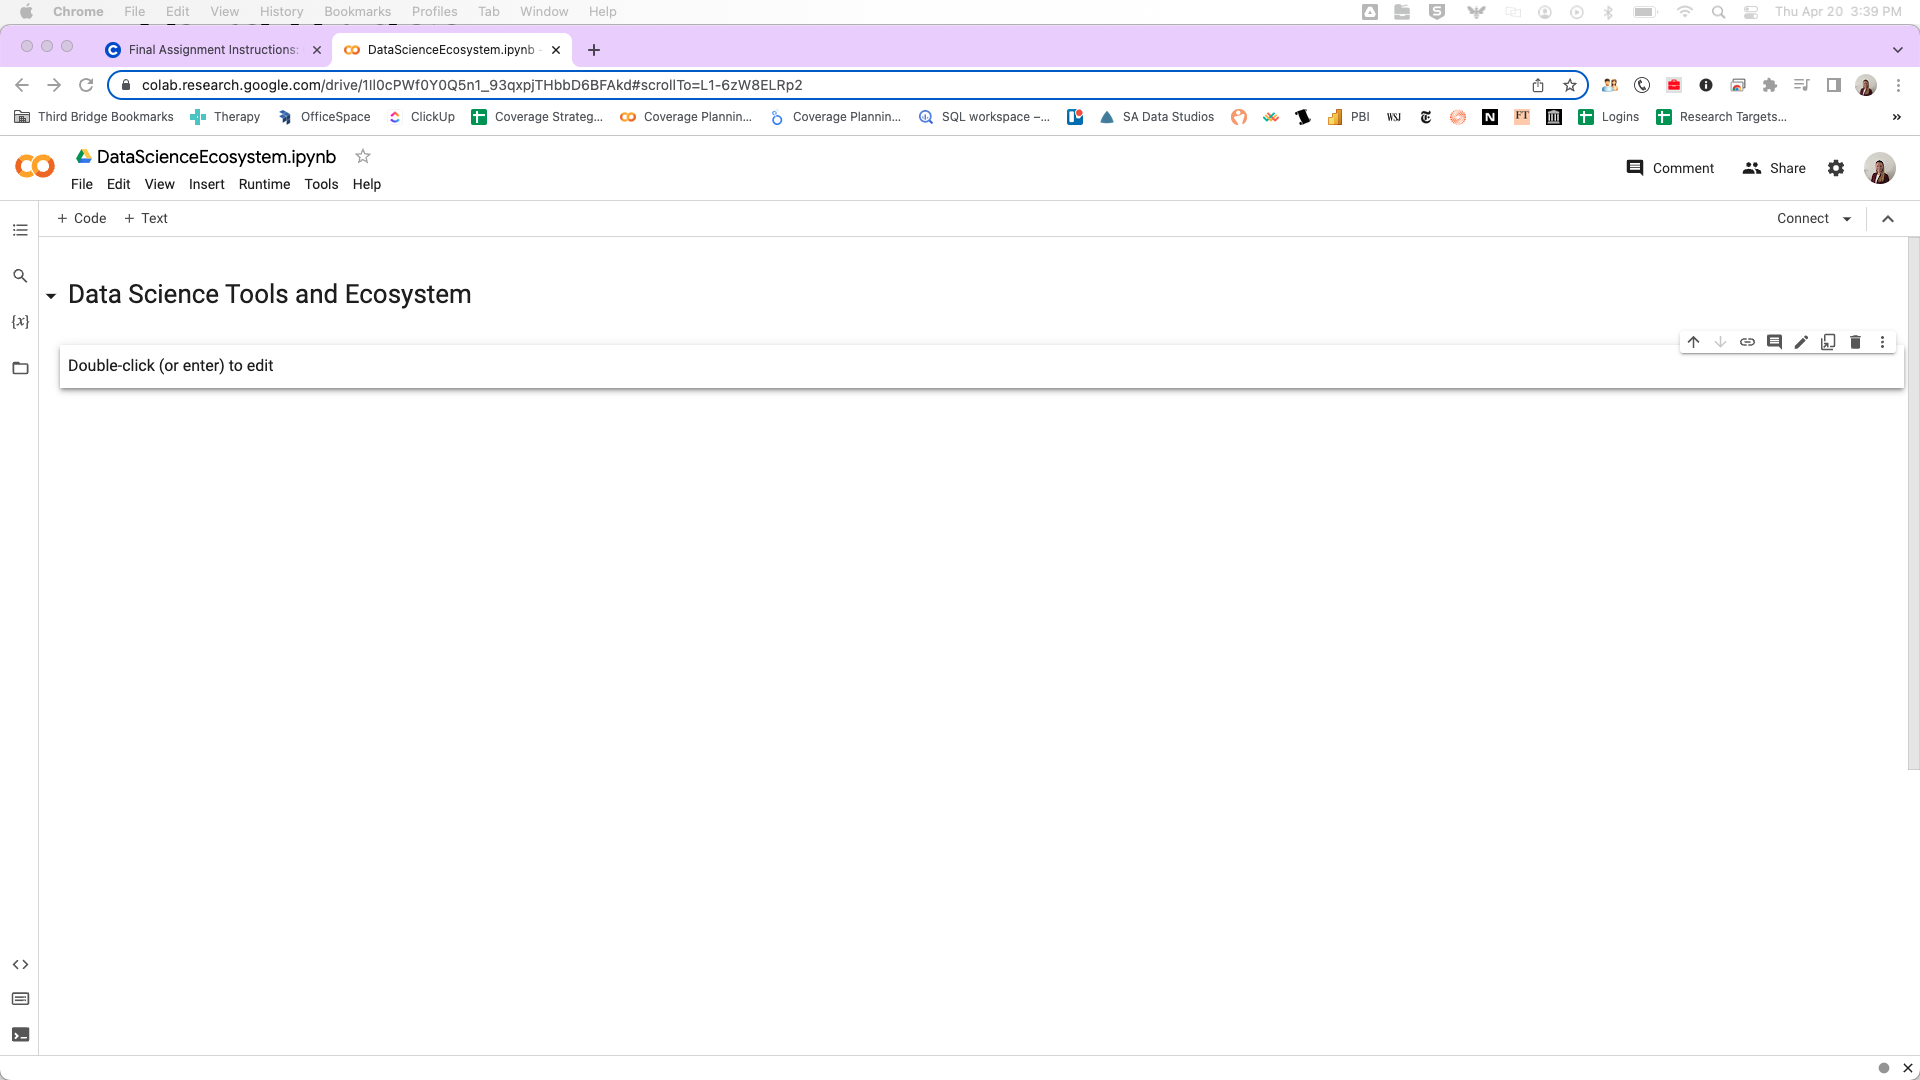 Chrome File Edit View History Bookmarks Profiles Tab Window Help Thu Apr 20 3:39 PM
Final Assignment Instructions: DataScienceEcosystem.ipynb -
colab.research.google.com/drive/1Il0cPWf0Y0Q5n1_93qxpjTHbbD6BFAkd#scrollTo=L1-6zW8ELRp2
Third Bridge Bookmarks Therapy OfficeSpace ClickUp Coverage Strateg... Coverage Plannin... Coverage Plannin... SQL workspace –... SA Data Studios PBI WSJ N FT Logins Research Targets... »
DataScienceEcosystem.ipynb
File Edit View Insert Runtime Tools Help
Comment Share
+ Code + Text Connect
Data Science Tools and Ecosystem
{x}
Double-click (or enter) to edit